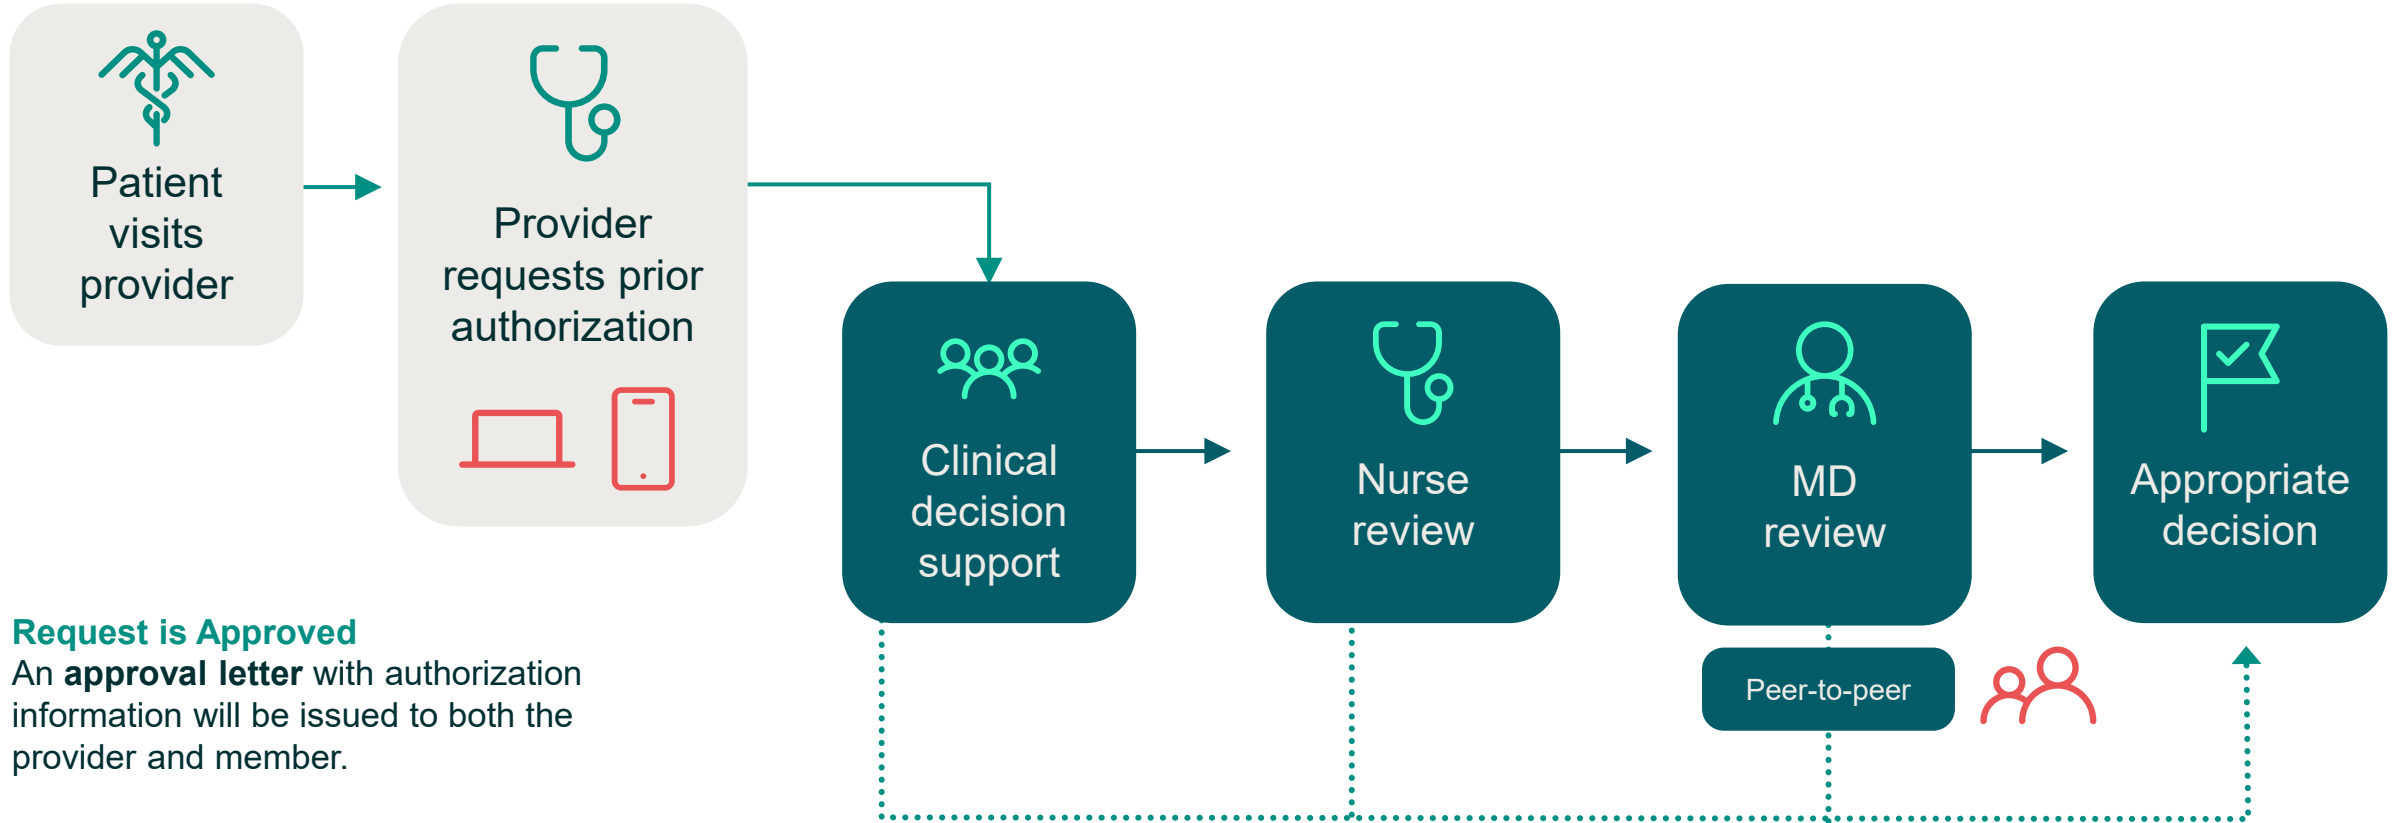 Patient
visits
provider
Provider
requests prior
authorization
Clinical
decision
support
Nurse
review
MD
review
Appropriate
decision
Peer-to-peer
Request is Approved
An approval letter with authorization
information will be issued to both the
provider and member.